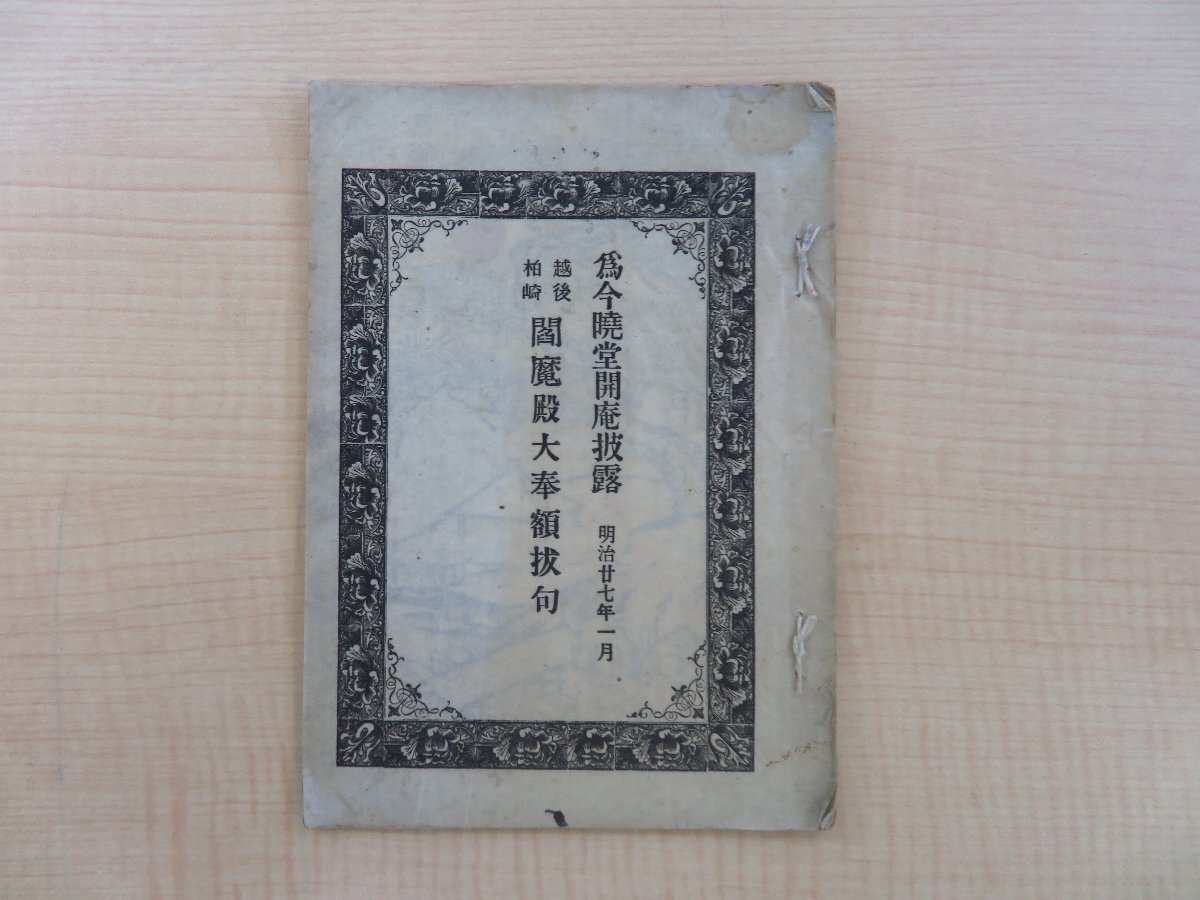 爲今曉堂開庵披露 明治廿七年一月
越後
柏崎
閻魔殿大奉額拔句